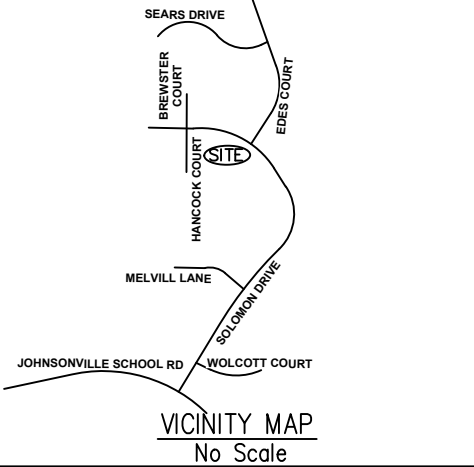 SEARS DRIVE
BREWSTER
COURT
EDES COURT
SITE
HANCOCK COURT
MELVILL LANE
SOLOMON DRIVE
JOHNSONVILLE SCHOOL RD
WOLCOTT COURT
VICINITY MAP
No Scale